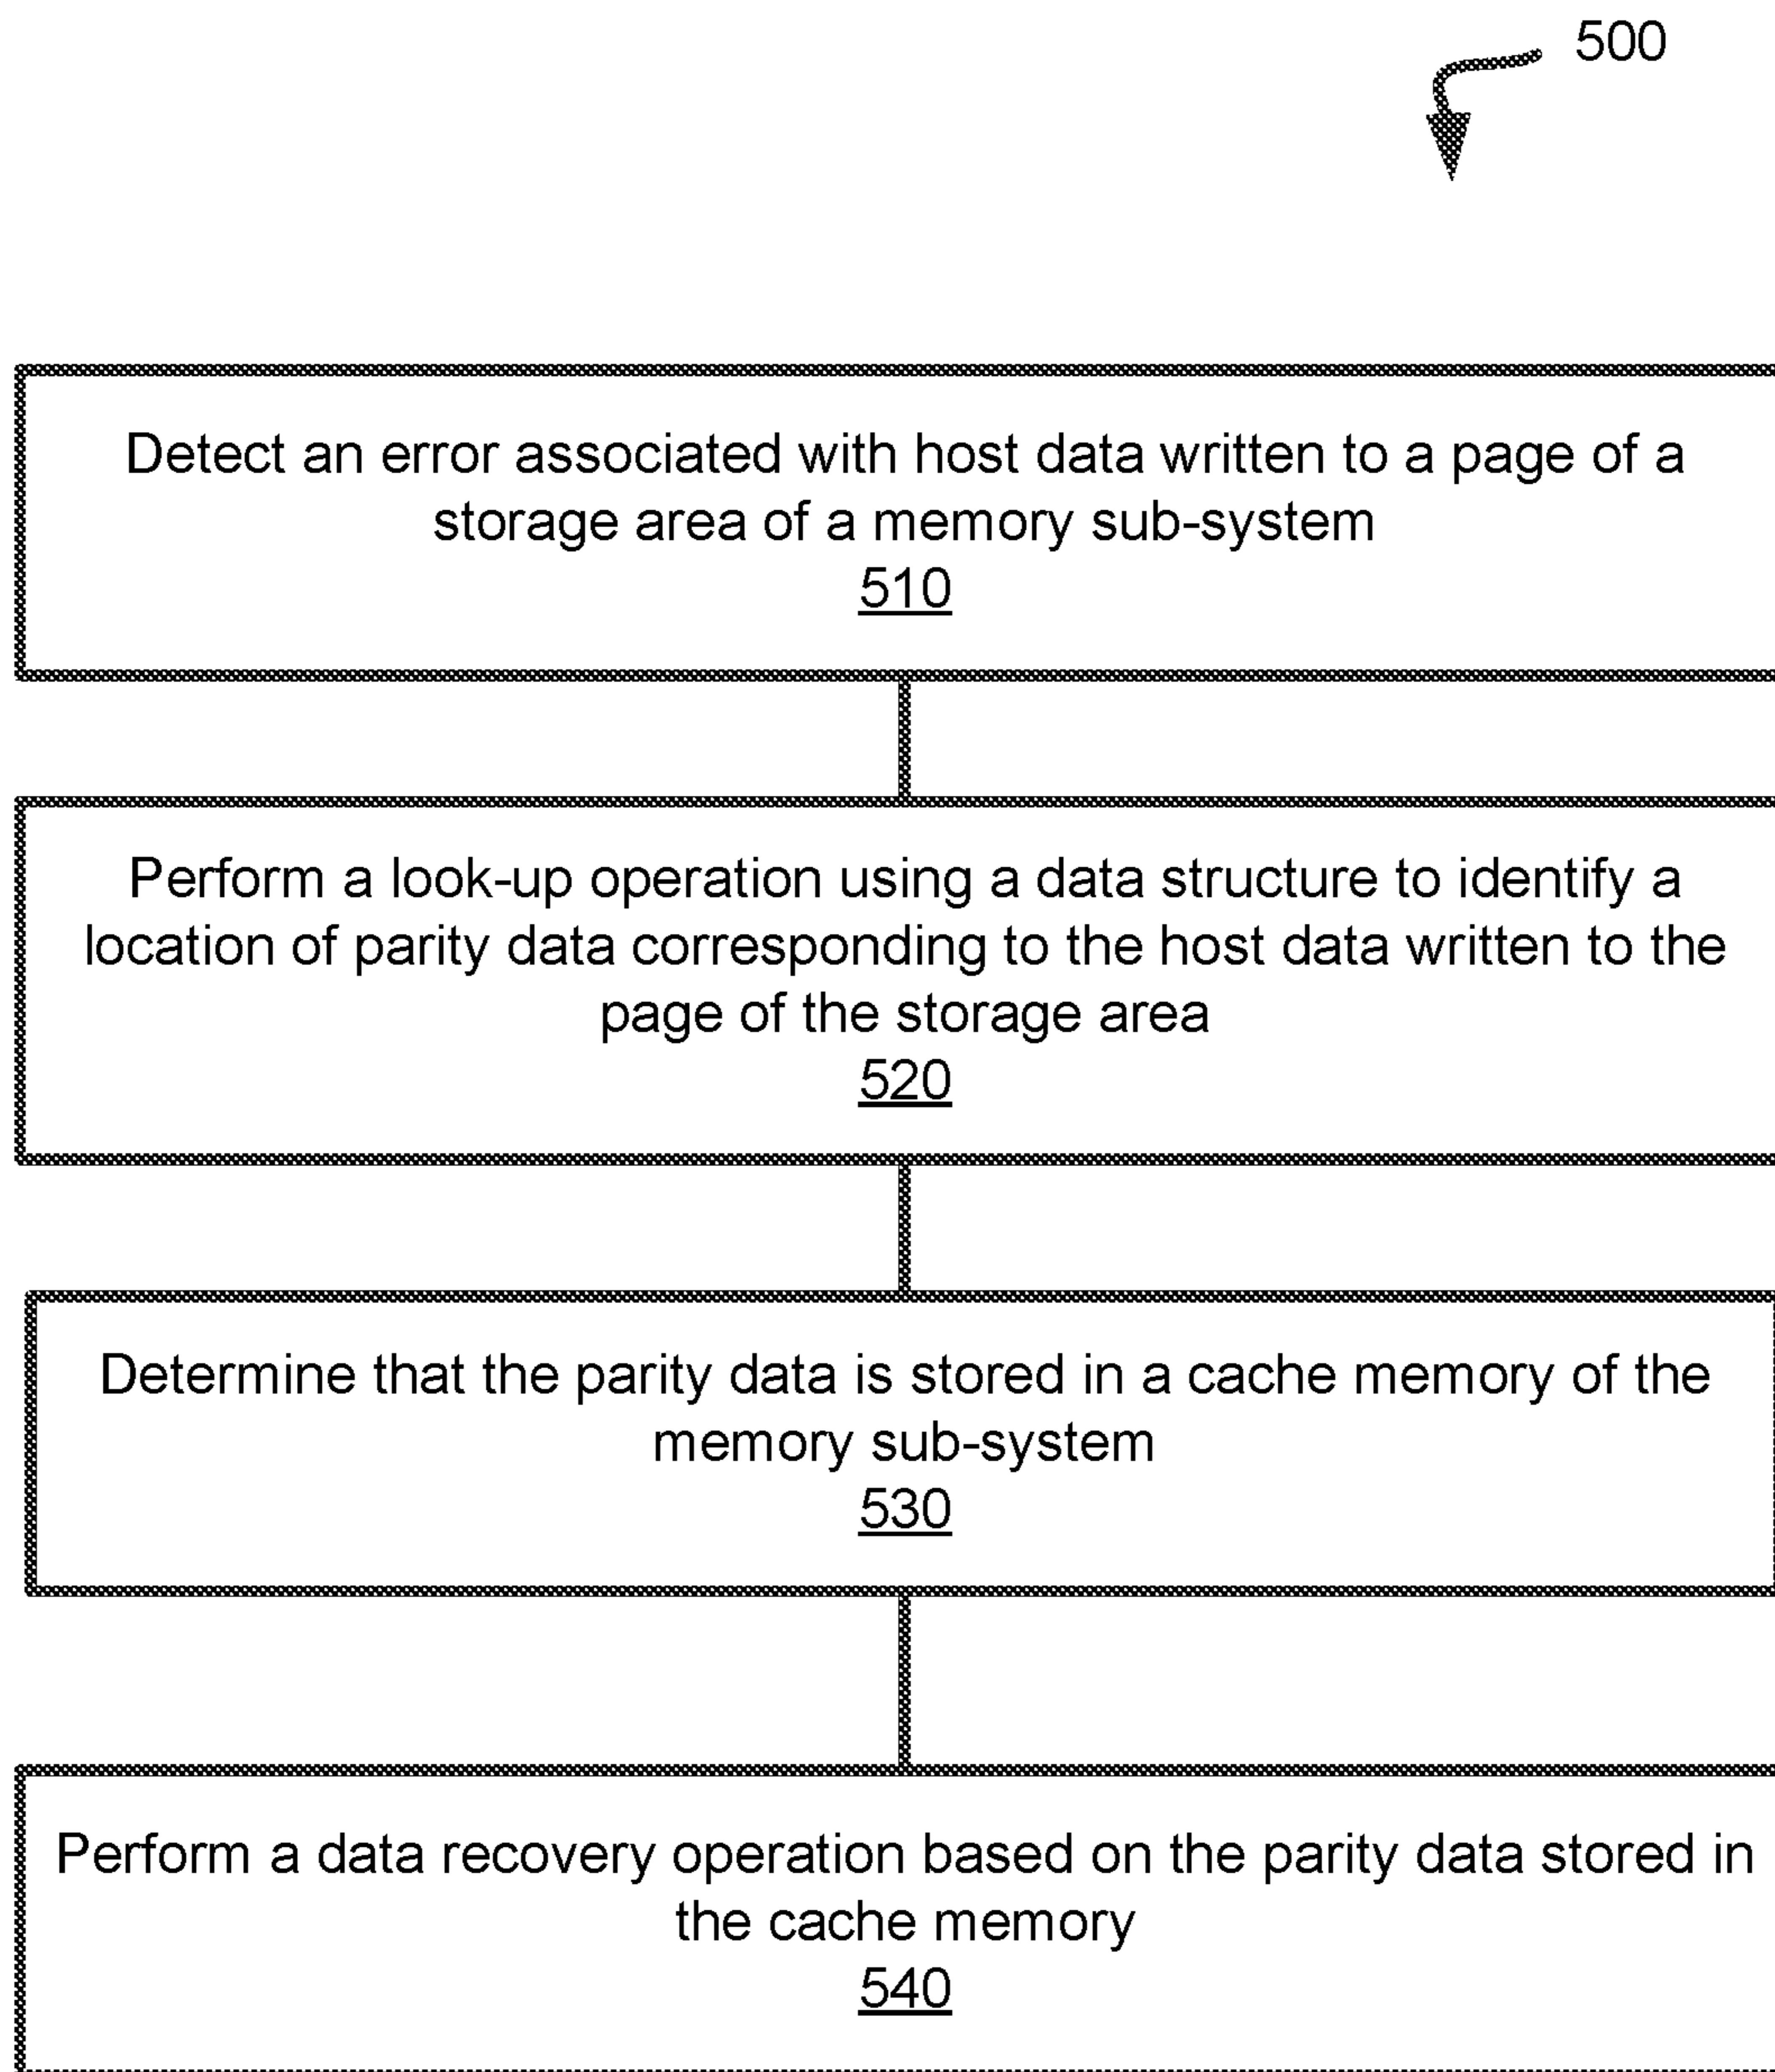 500
Detect an error associated with host data written to a page of a
storage area of a memory sub-system
510
Perform a look-up operation using a data structure to identify a
location of parity data corresponding to the host data written to the
page of the storage area
520
Determine that the parity data is stored in a cache memory of the
memory sub-system
530
Perform a data recovery operation based on the parity data stored in
the cache memory
540